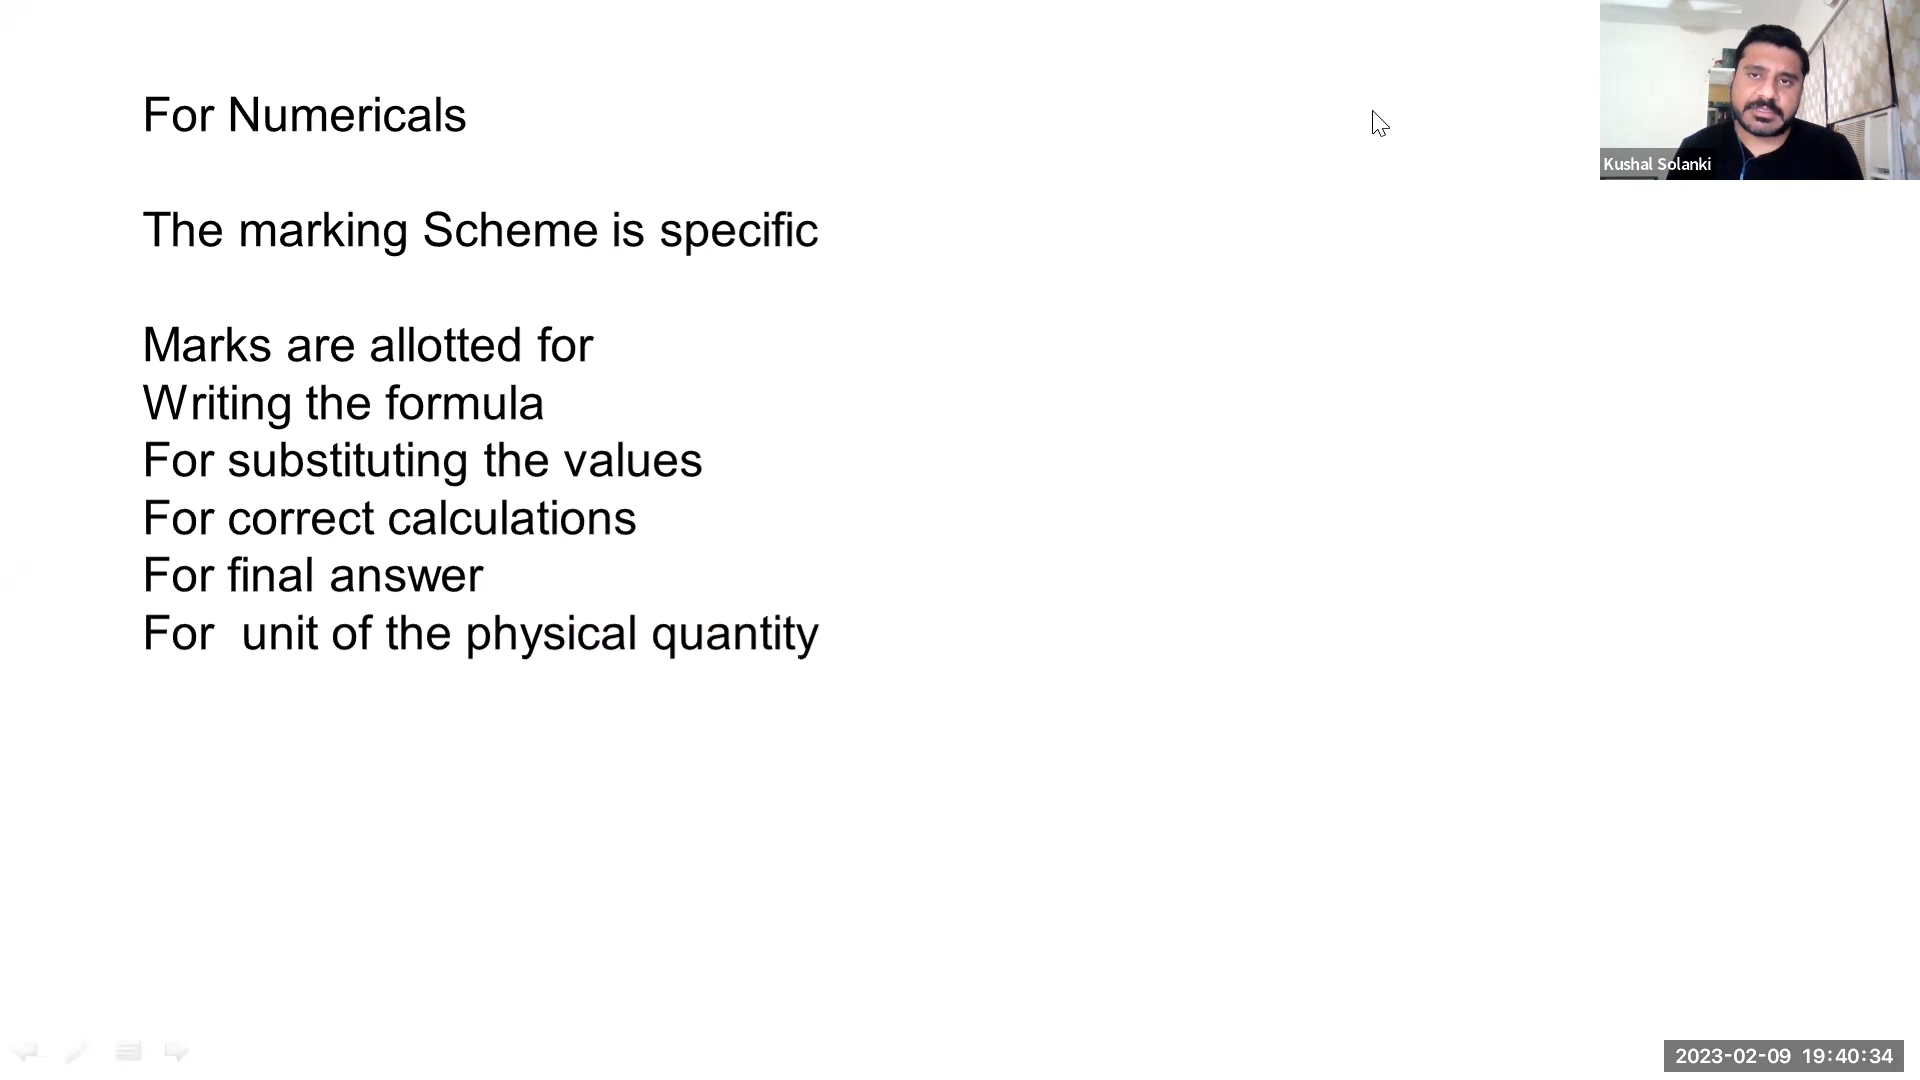 For Numericals
The marking Scheme is specific
Marks are allotted for
Writing the formula
For substituting the values
For correct calculations
For final answer
For  unit of the physical quantity
Kushal Solanki
2023-02-09 19:40:34